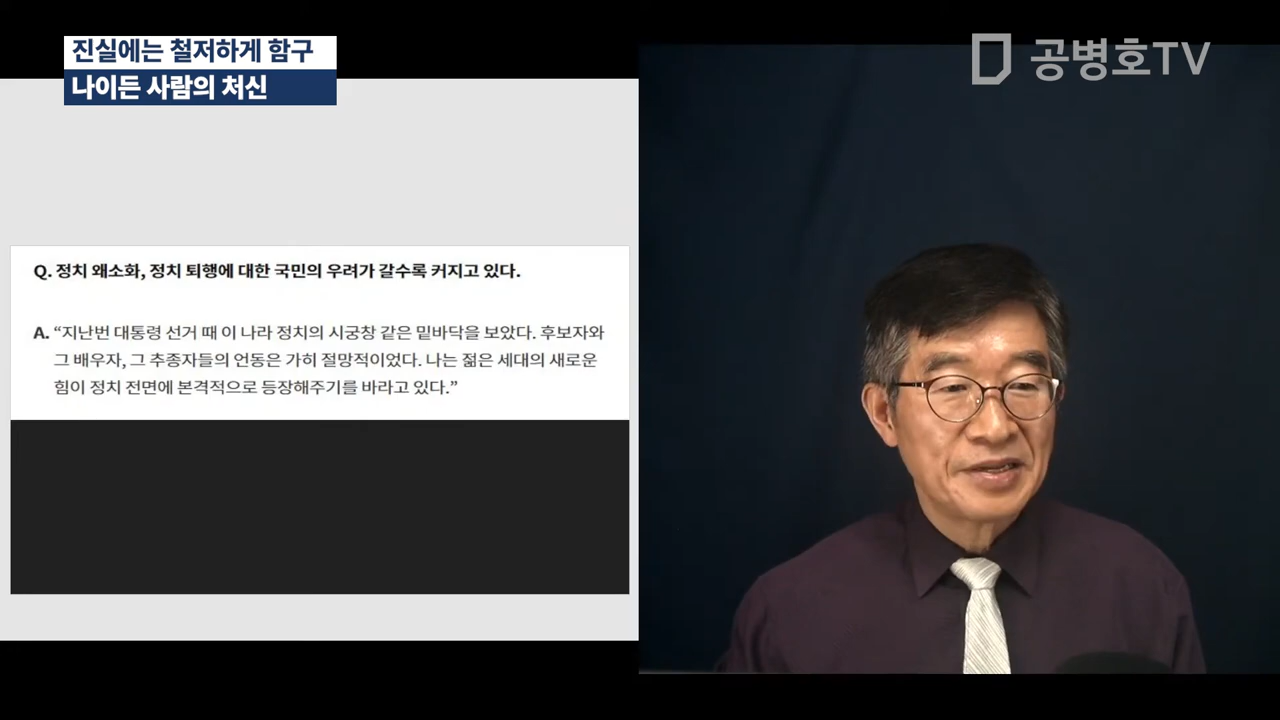 진실에는 철저하게 함구
나이든 사람의 처신
공병호TV
Q. 정치 왜소화, 정치 퇴행에 대한 국민의 우려가 갈수록 커지고 있다.
A. “지난번 대통령 선거 때 이 나라 정치의 시궁창 같은 밑바닥을 보았다. 후보자와
그 배우자, 그 추종자들의 언동은 가히 절망적이었다. 나는 젊은 세대의 새로운
힘이 정치 전면에 본격적으로 등장해주기를 바라고 있다.”